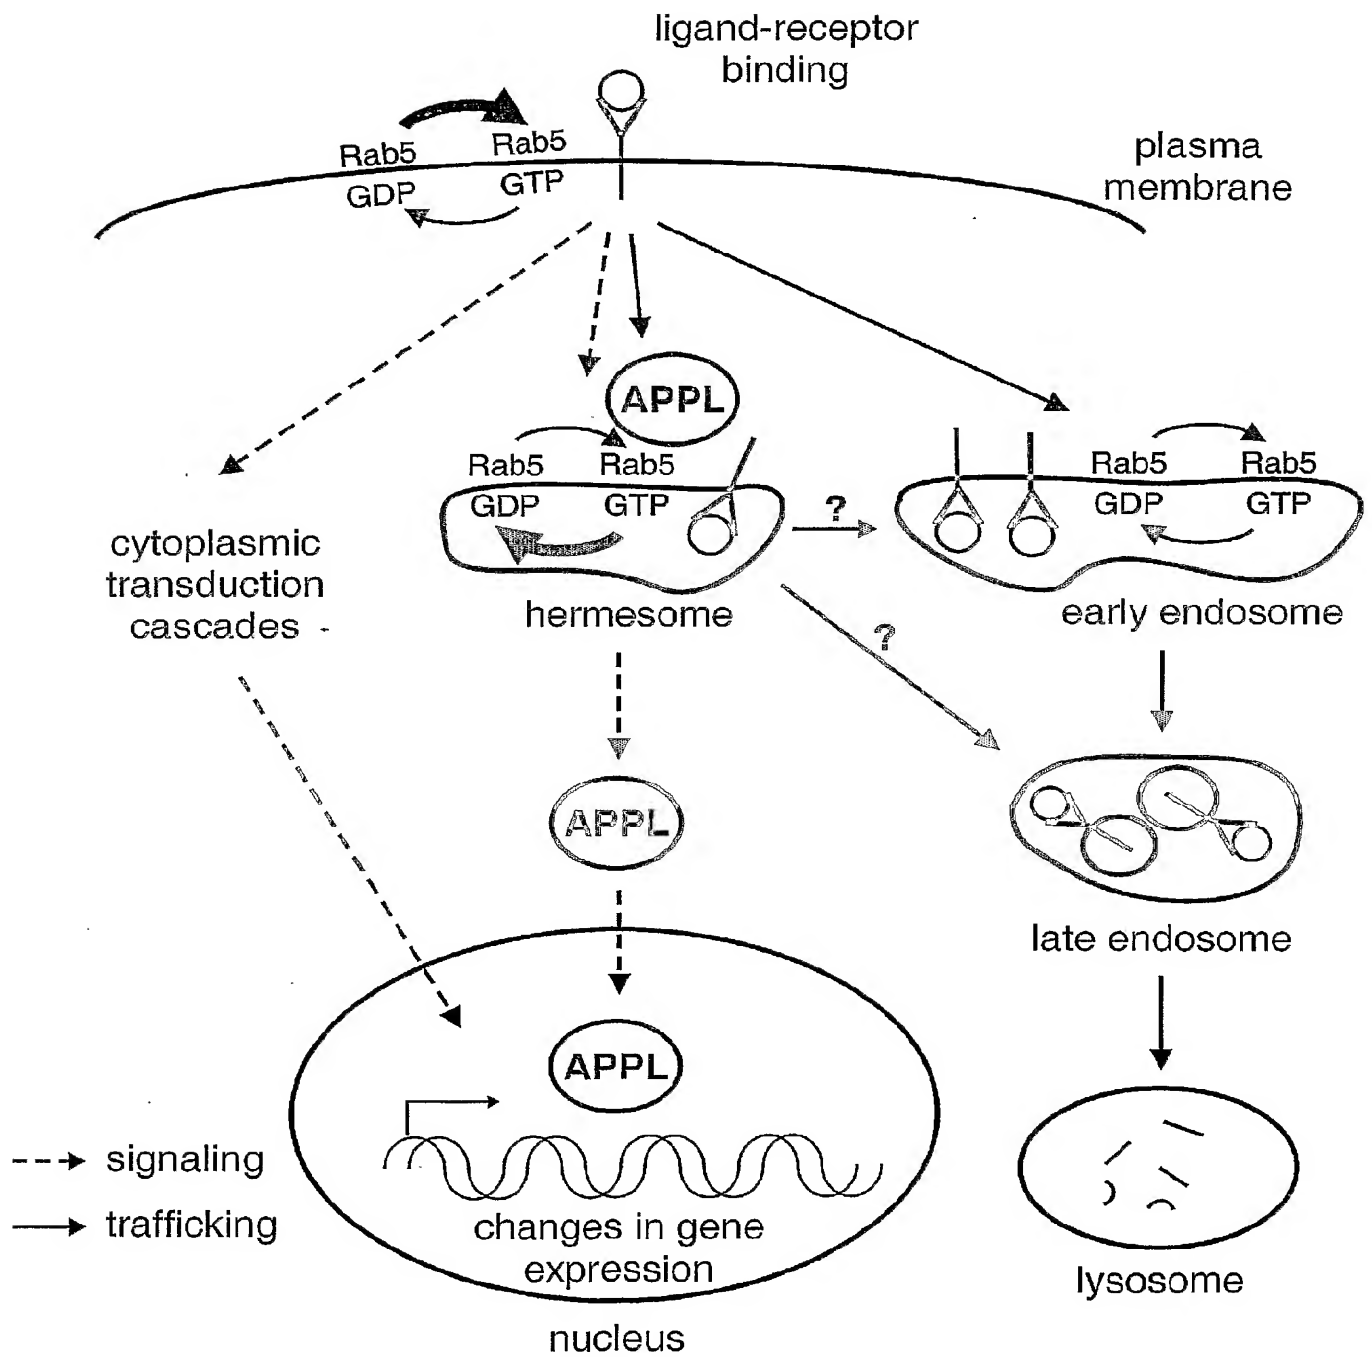 ligand-receptor
binding
Rab5
GDP
Rab5
GTP
plasma
membrane
APPL
Rab5
GDP
Rab5
GTP
?
Rab5
GDP
Rab5
GTP
cytoplasmic
transduction
cascades
hermesome
early endosome
?
APPL
late endosome
APPL
signaling
trafficking
changes in gene
expression
lysosome
nucleus